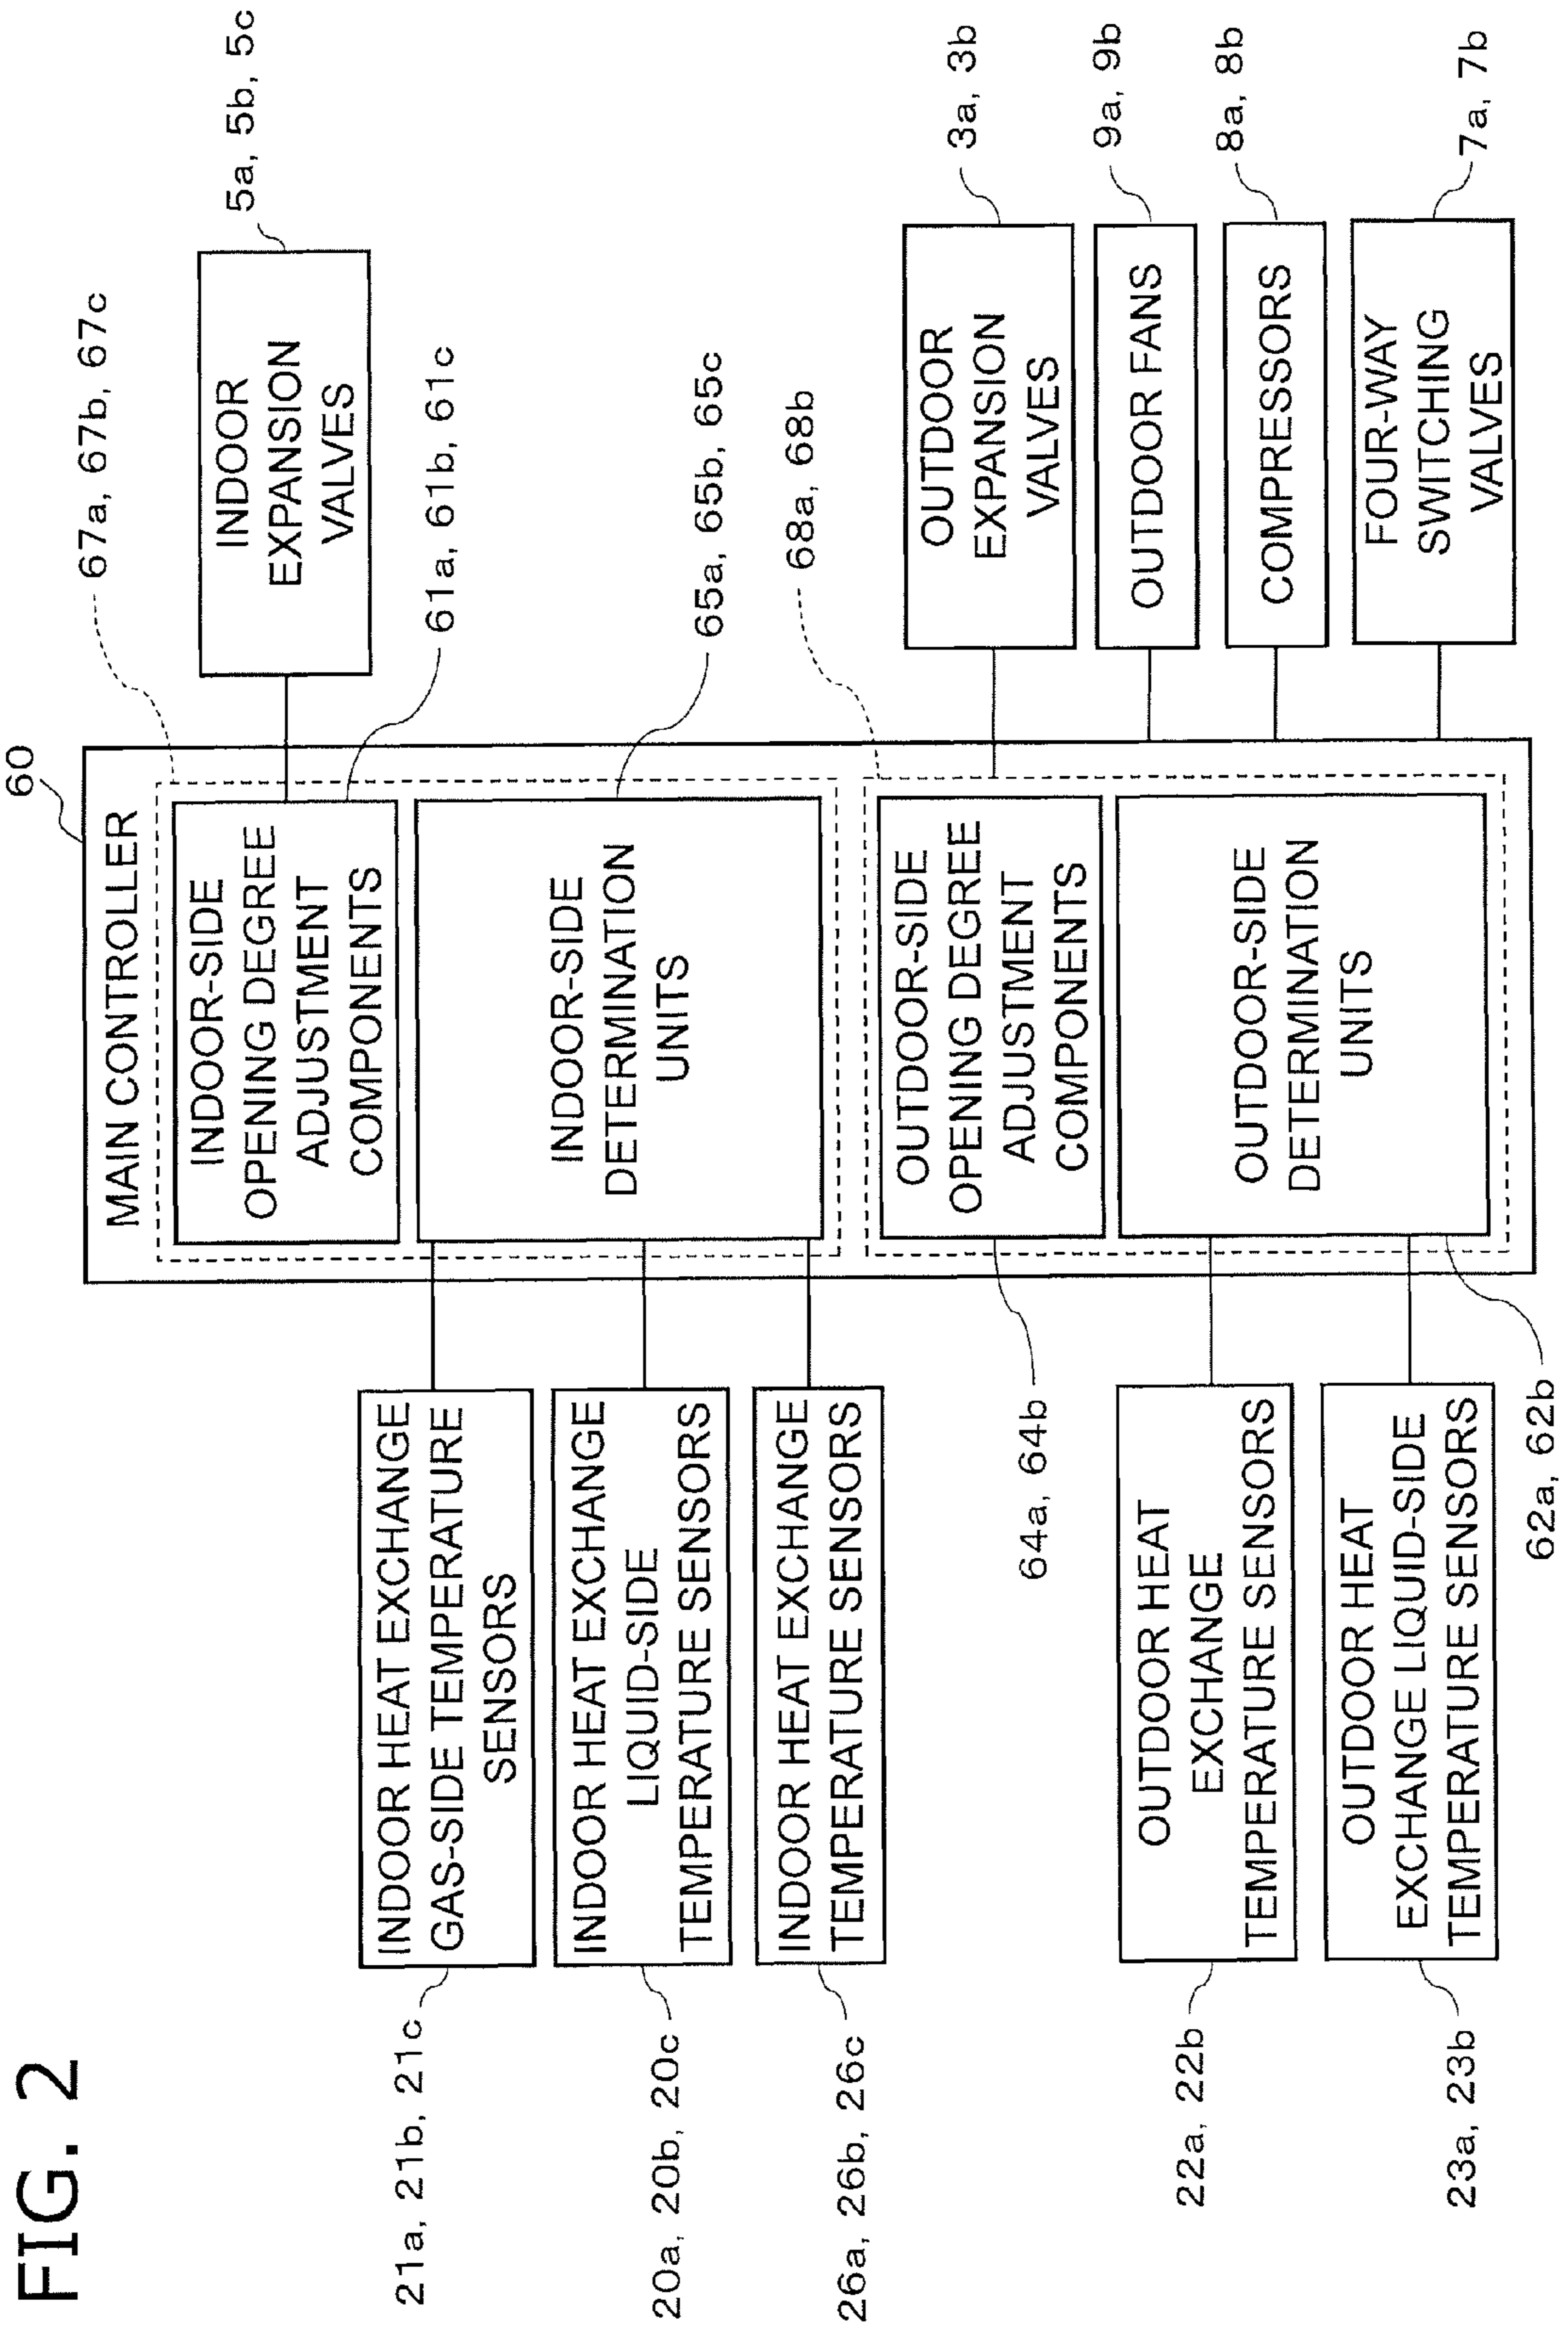 FIG. 2
60
MAIN CONTROLLER
67a, 67b, 67c
INDOOR-SIDE
OPENING DEGREE
ADJUSTMENT
COMPONENTS
INDOOR
EXPANSION
VALVES
5a, 5b, 5c
61a, 61b, 61c
21a, 21b, 21c
INDOOR HEAT EXCHANGE
GAS-SIDE TEMPERATURE
SENSORS
20a, 20b, 20c
INDOOR HEAT EXCHANGE
LIQUID-SIDE
TEMPERATURE SENSORS
26a, 26b, 26c
INDOOR HEAT EXCHANGE
TEMPERATURE SENSORS
INDOOR-SIDE
DETERMINATION
UNITS
65a, 65b, 65c
68a, 68b
OUTDOOR-SIDE
OPENING DEGREE
ADJUSTMENT
COMPONENTS
64a, 64b
OUTDOOR
EXPANSION
VALVES
3a, 3b
OUTDOOR FANS
9a, 9b
22a, 22b
OUTDOOR HEAT
EXCHANGE
TEMPERATURE SENSORS
23a, 23b
OUTDOOR HEAT
EXCHANGE LIQUID-SIDE
TEMPERATURE SENSORS
OUTDOOR-SIDE
DETERMINATION
UNITS
62a, 62b
COMPRESSORS
8a, 8b
FOUR-WAY
SWITCHING
VALVES
7a, 7b